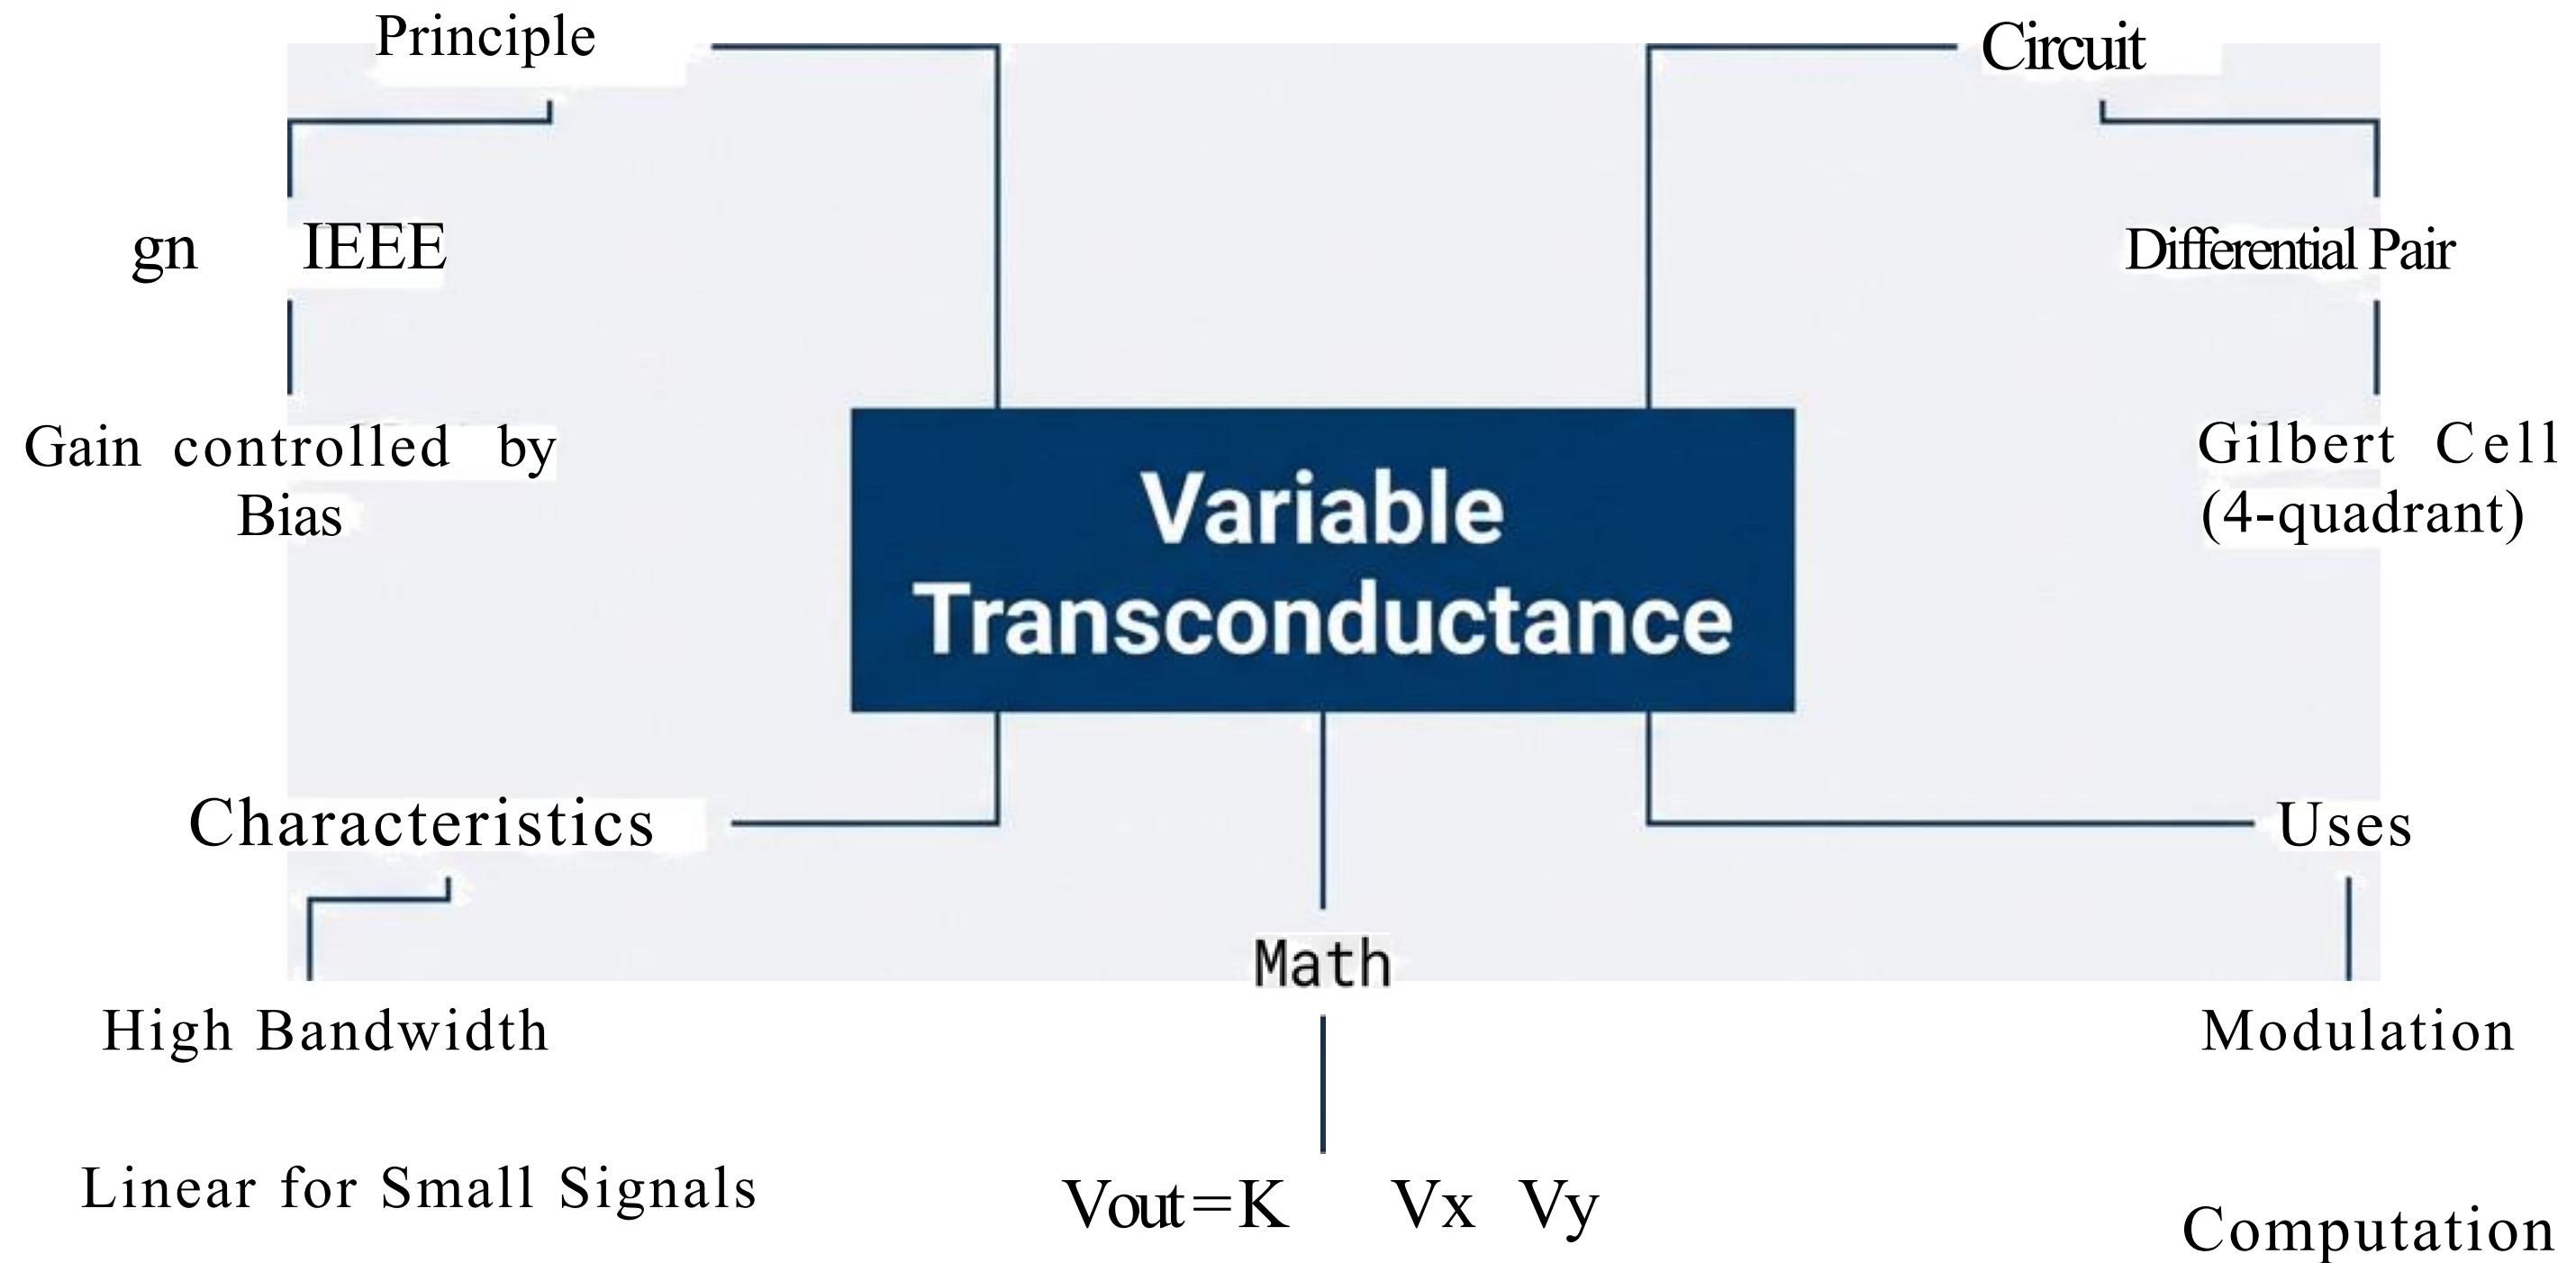 Principle
Circuit
gn IEEE
Differential Pair
Gain controlled by
Bias
Gilbert Cell
(4-quadrant)
Variable
Transconductance
Characteristics
Uses
Math
High Bandwidth
Modulation
Linear for Small Signals
Vout=K Vx Vy
Computation